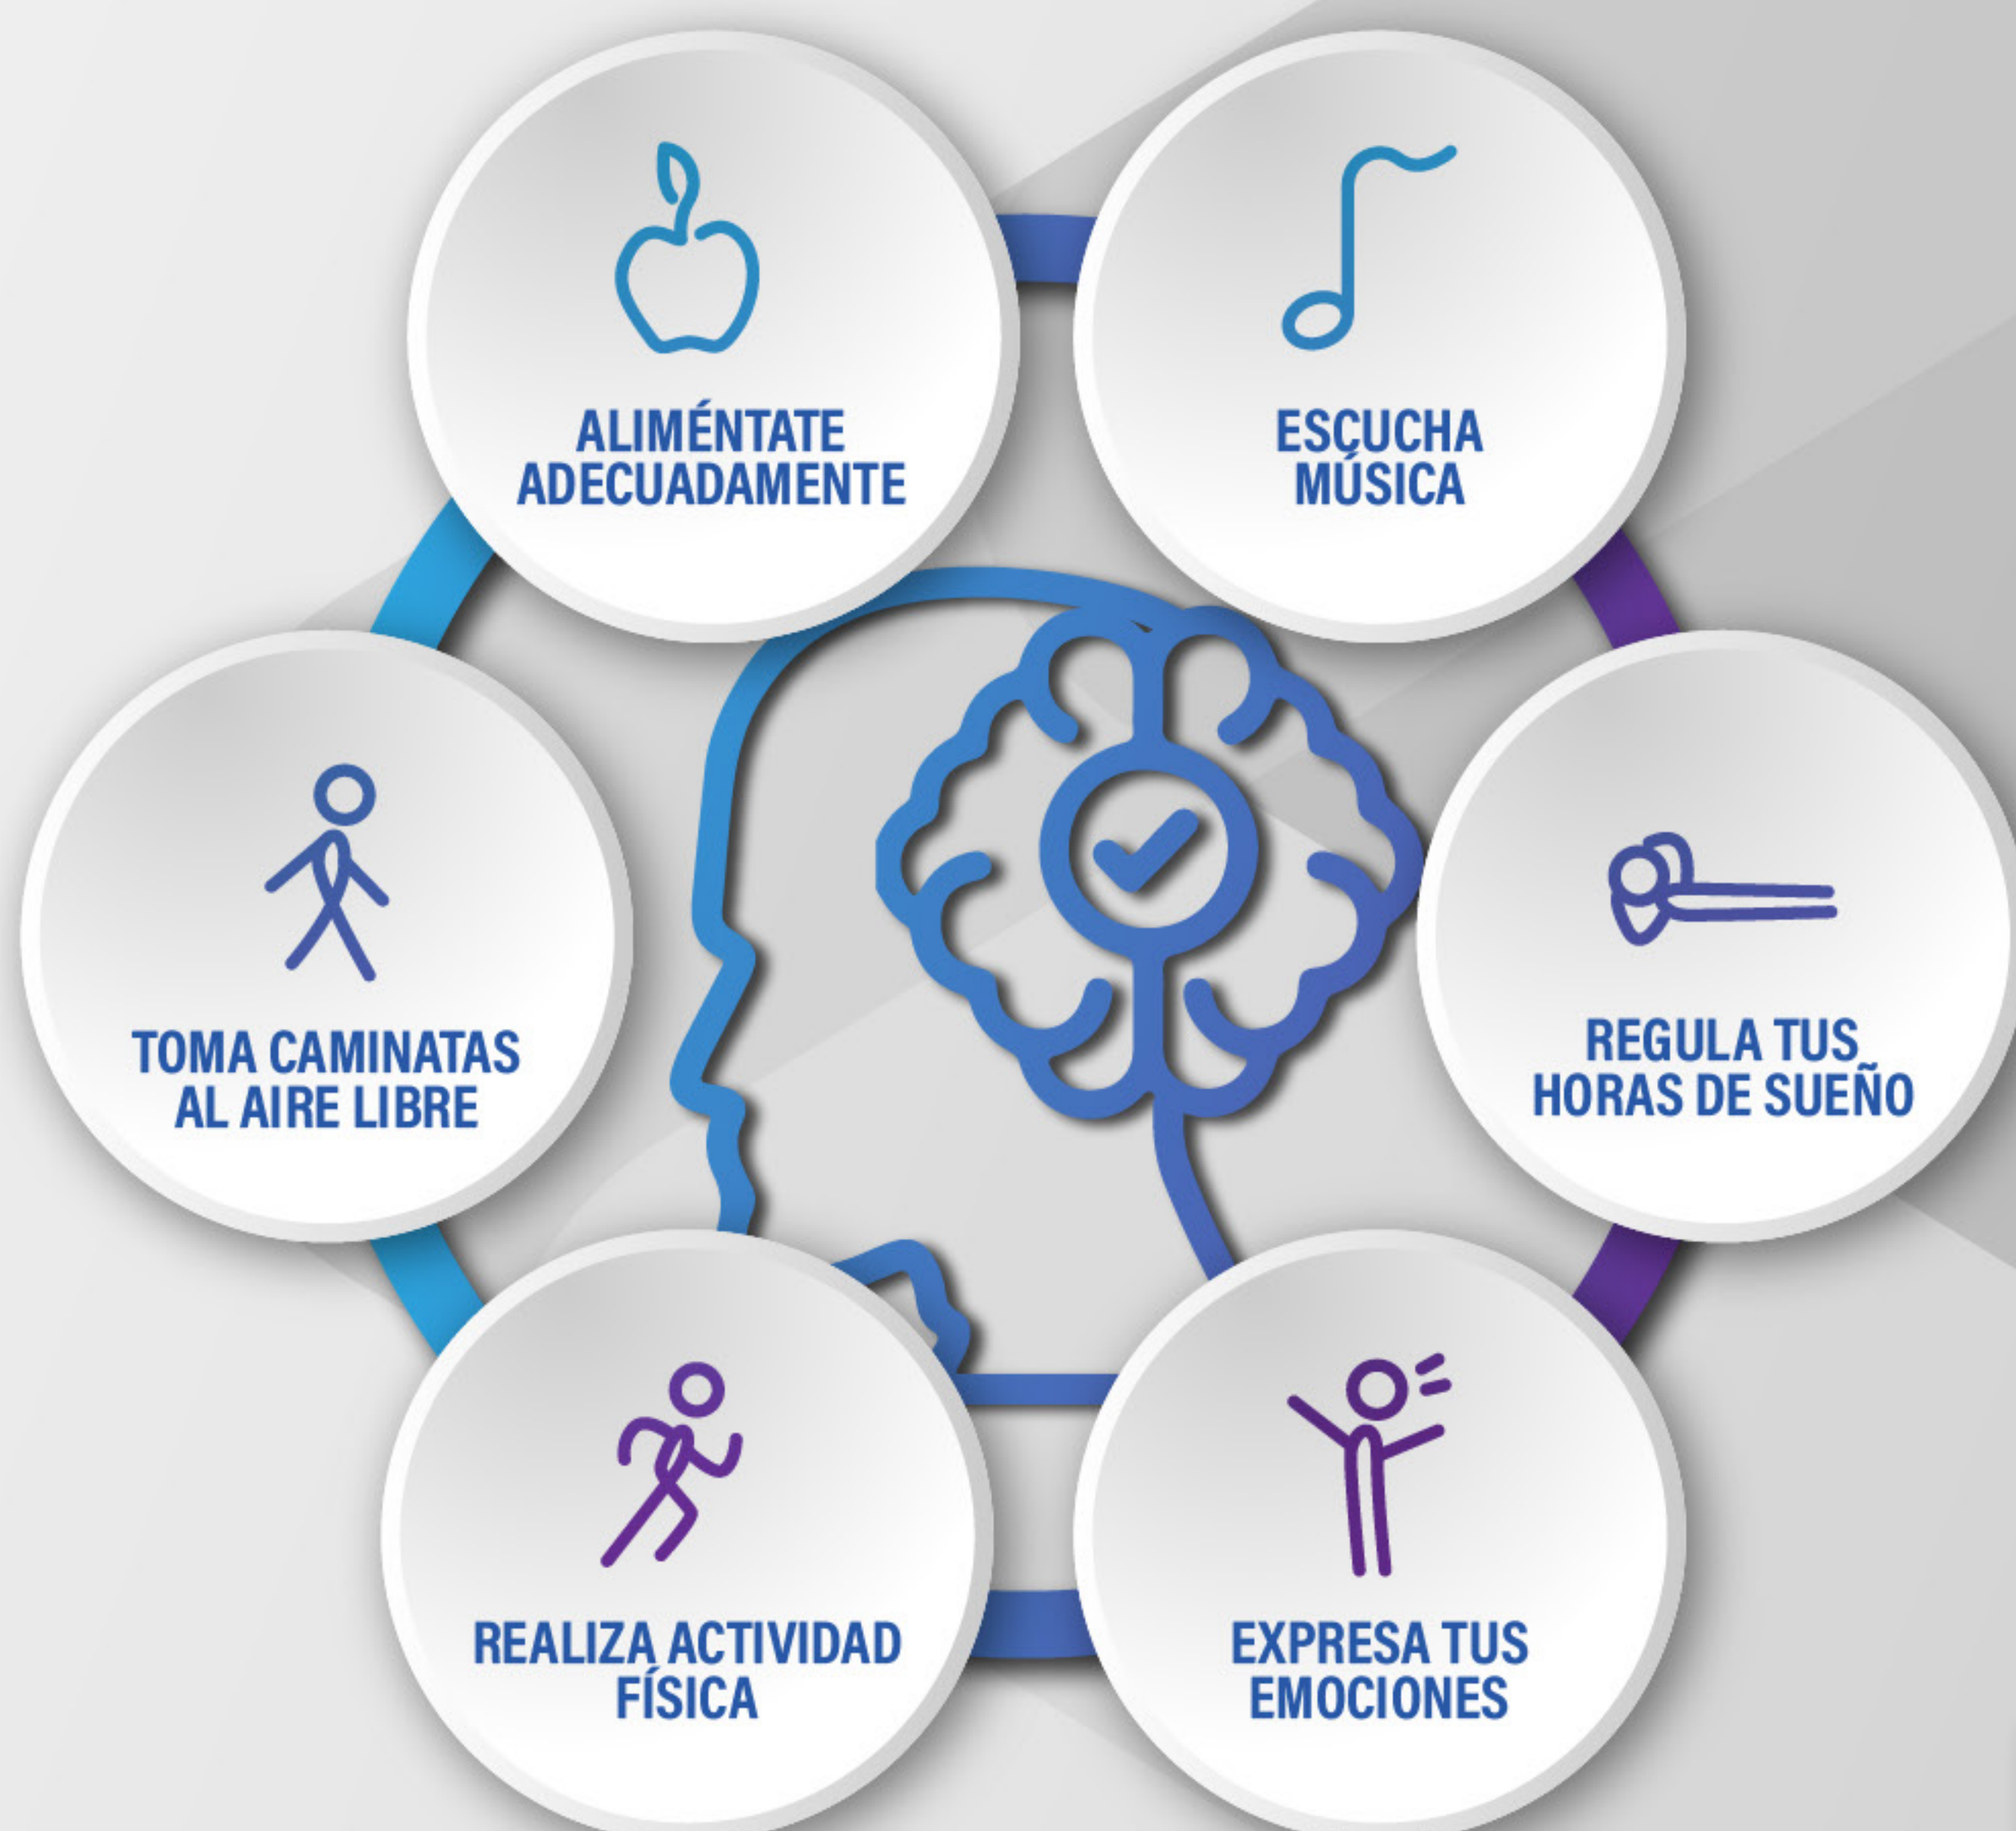 ALIMÉNTATE
ADECUADAMENTE
ESCUCHA
MÚSICA
TOMA CAMINATAS
AL AIRE LIBRE
REGULA TUS
HORAS DE SUEÑO
REALIZA ACTIVIDAD
FÍSICA
EXPRESA TUS
EMOCIONES